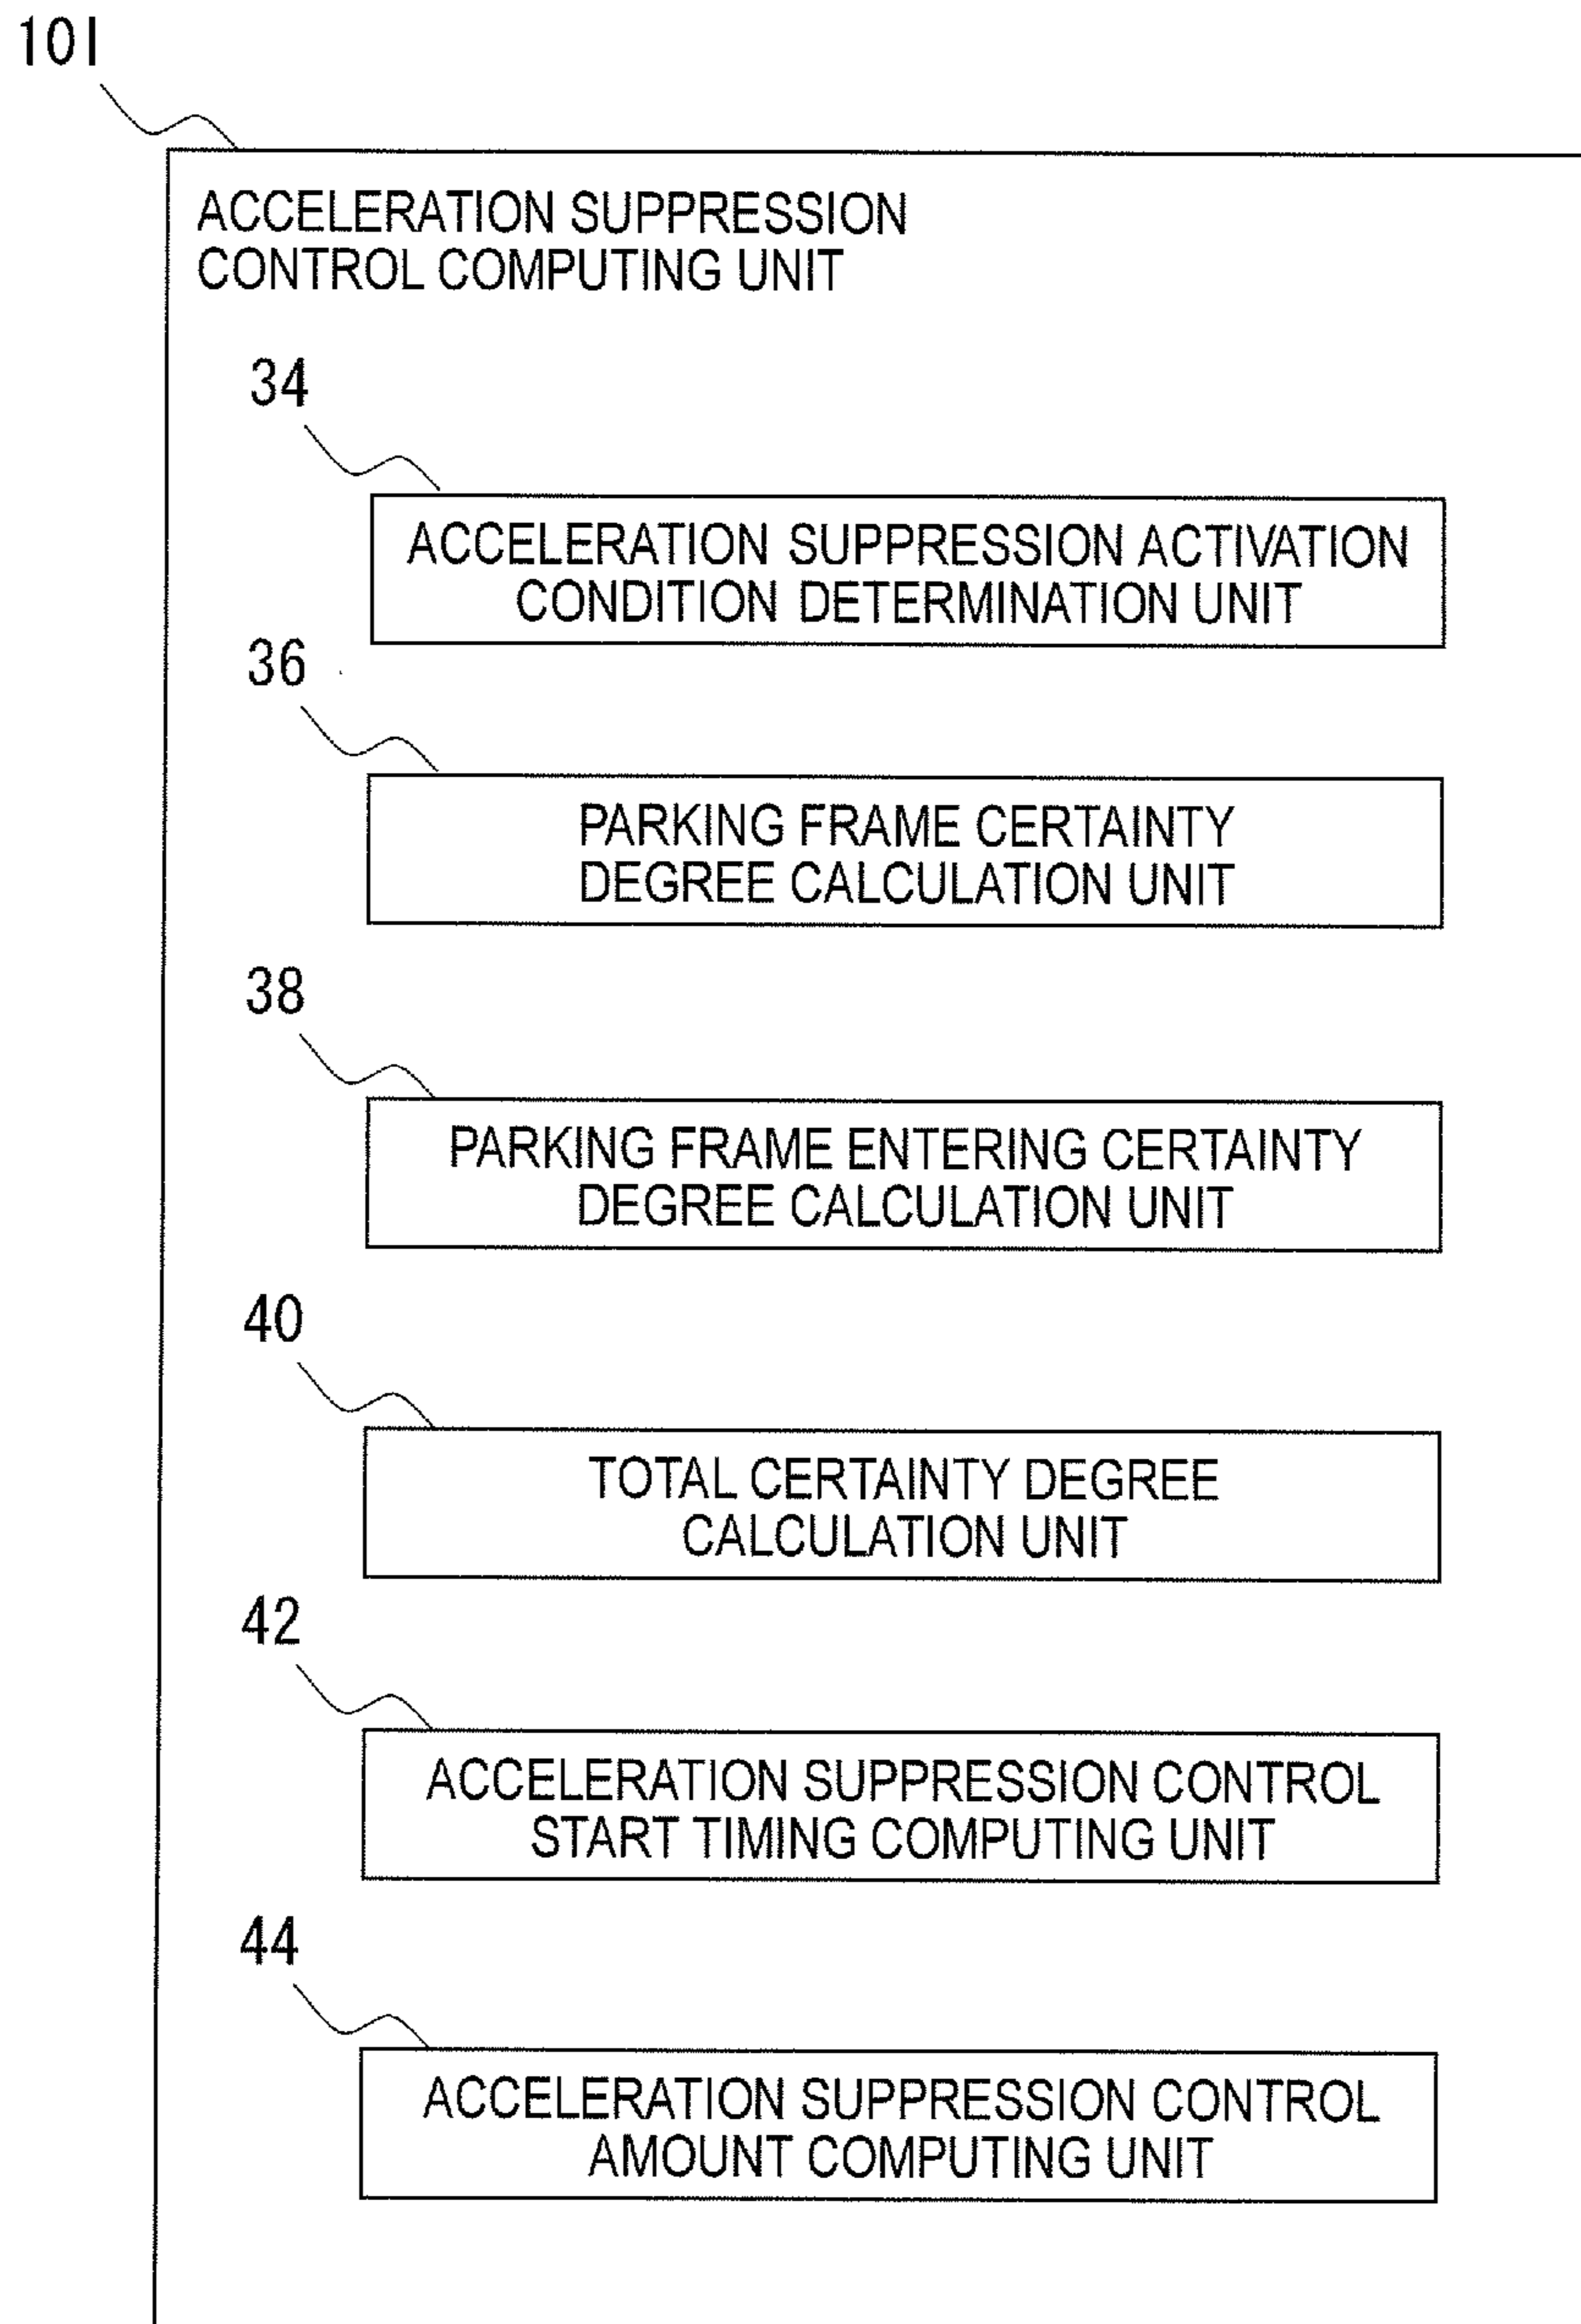 10I
ACCELERATION SUPPRESSION
CONTROL COMPUTING UNIT
34
ACCELERATION SUPPRESSION ACTIVATION
CONDITION DETERMINATION UNIT
36
PARKING FRAME CERTAINTY
DEGREE CALCULATION UNIT
38
PARKING FRAME ENTERING CERTAINTY
DEGREE CALCULATION UNIT
40
TOTAL CERTAINTY DEGREE
CALCULATION UNIT
42
ACCELERATION SUPPRESSION CONTROL
START TIMING COMPUTING UNIT
44
ACCELERATION SUPPRESSION CONTROL
AMOUNT COMPUTING UNIT